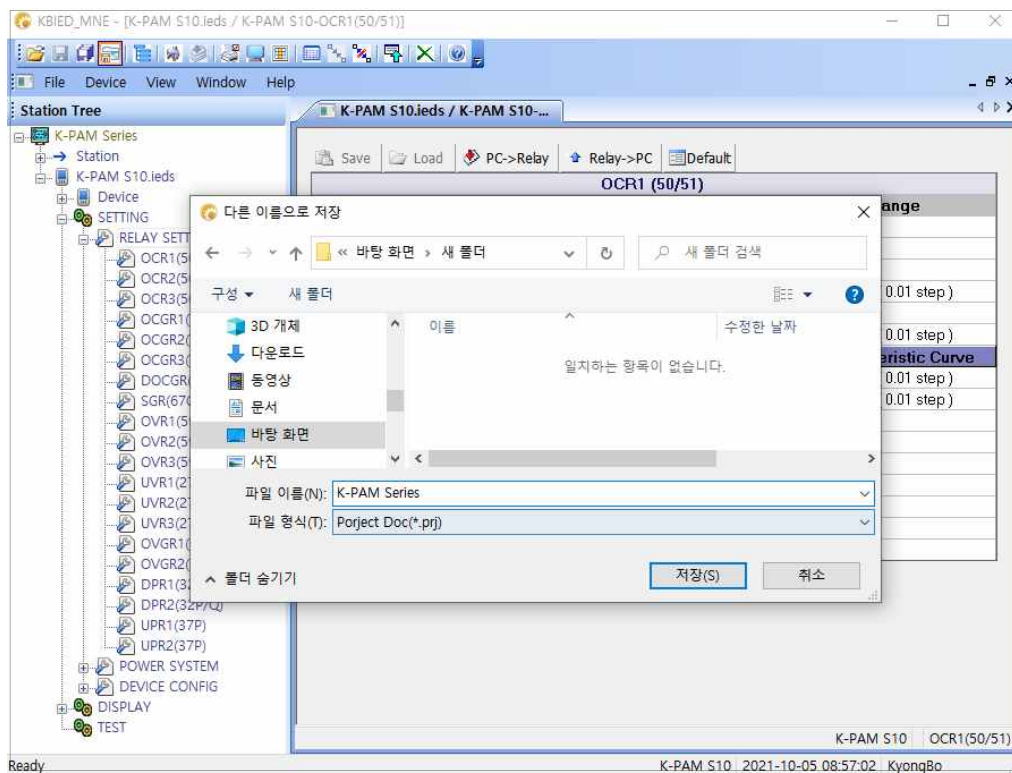 KBIED_MNE - [K-PAM S10.ieds / K-PAM S10-OCR1(50/51)]
File Device View Window Help
Station Tree
K-PAM S10.ieds / K-PAM S10-...
K-PAM Series
Station
K-PAM S10.ieds
Device
SETTING
RELAY SETT
OCR1(5
OCR2(5
OCR3(5
OCGR1(
OCGR2(
OCGR3(
DOCGR(
SGR(67
OVR1(5
OVR2(5
OVR3(5
UVR1(2
UVR2(2
UVR3(2
OVGR1(
OVGR2(
DPR1(32
DPR2(32P/Q)
UPR1(37P)
UPR2(37P)
POWER SYSTEM
DEVICE CONFIG
DISPLAY
TEST
Save Load PC->Relay Relay->PC Default
OCR1 (50/51)
ange
0.01 step )
0.01 step )
eristic Curve
0.01 step )
0.01 step )
다른 이름으로 저장
« 바탕 화면 › 새 폴더
새 폴더 검색
구성 새 폴더
3D 개체
다운로드
동영상
문서
바탕 화면
사진
이름 수정한 날짜
일치하는 항목이 없습니다.
파일 이름(N): K-PAM Series
파일 형식(T): Porject Doc(*.prj)
폴더 숨기기
저장(S) 취소
K-PAM S10 OCR1(50/51)
Ready K-PAM S10 2021-10-05 08:57:02 KyongBo